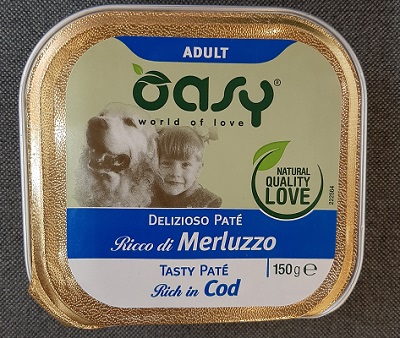 ADULT
oasy®
world of love
NATURAL
QUALITY
LOVE
222564
DELIZIOSO PATÉ
Ricco di Merluzzo
TASTY PATÉ
Rich in Cod
150g e